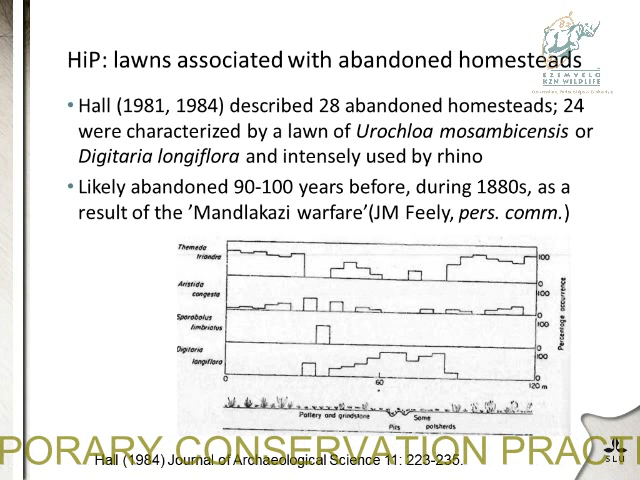 HiP: lawns associated with abandoned homesteads
EZEMVELO
KZN WILDLIFE
• Hall (1981, 1984) described 28 abandoned homesteads; 24
were characterized by a lawn of Urochloa mosambicensis or
Digitaria longiflora and intensely used by rhino
• Likely abandoned 90-100 years before, during 1880s, as a
result of the ’Mandlakazi warfare’(JM Feely, pers. comm.)
Themeda
triandra
100
0
Aristida
congesta
100
0
Sporobolus
fimbriatus
100
0
Digitaria
longiflora
100
0
Percentage occurrence
0
60
120 m
Pottery and grindstone
Pits
Some
potsherds
PORARY CONSERVATION PRACTI
Hall (1984) Journal of Archaeological Science 11: 223-235.
SLU